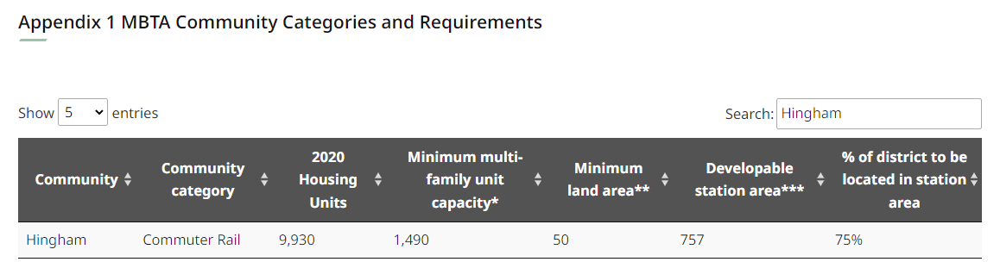 Appendix 1 MBTA Community Categories and Requirements
Show 5 entries
Search: Hingham
Community
Community category
2020 Housing Units
Minimum multi-family unit capacity*
Minimum land area**
Developable station area***
% of district to be located in station area
Hingham Commuter Rail 9,930 1,490 50 757 75%